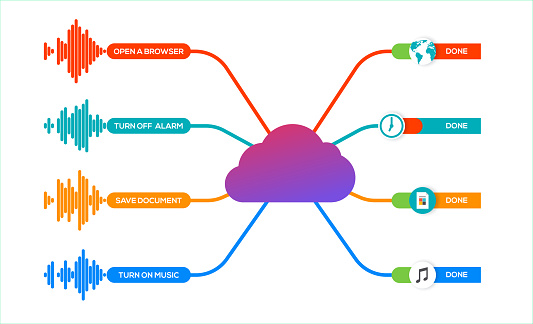 OPEN A BROWSER
DONE
TURN OFF ALARM
DONE
SAVE DOCUMENT
DONE
TURN ON MUSIC
DONE